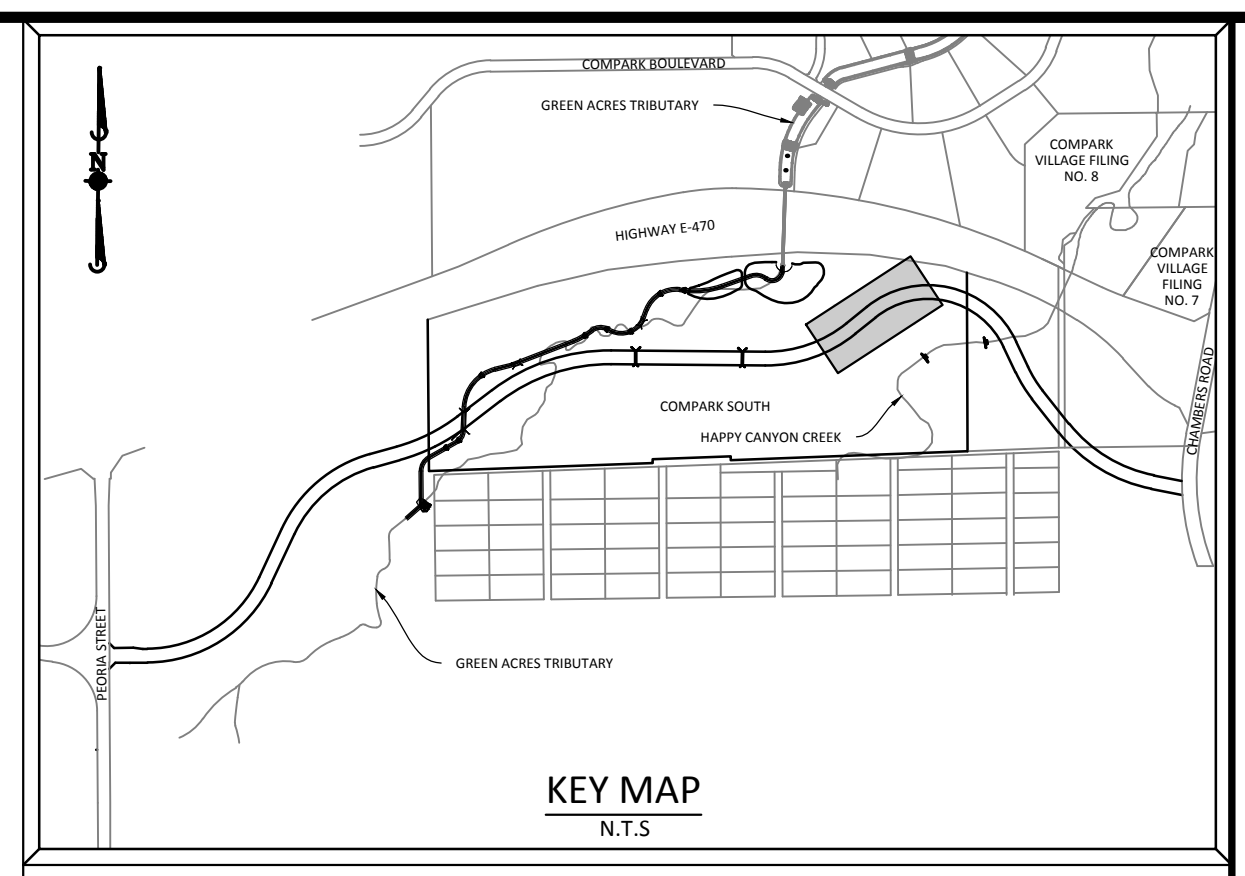 COMPARK BOULEVARD
GREEN ACRES TRIBUTARY
COMPARK
VILLAGE FILING
NO. 8
N
HIGHWAY E-470
COMPARK
VILLAGE
FILING
NO. 7
CHAMBERS ROAD
COMPARK SOUTH
HAPPY CANYON CREEK
PEORIA STREET
GREEN ACRES TRIBUTARY
KEY MAP
N.T.S